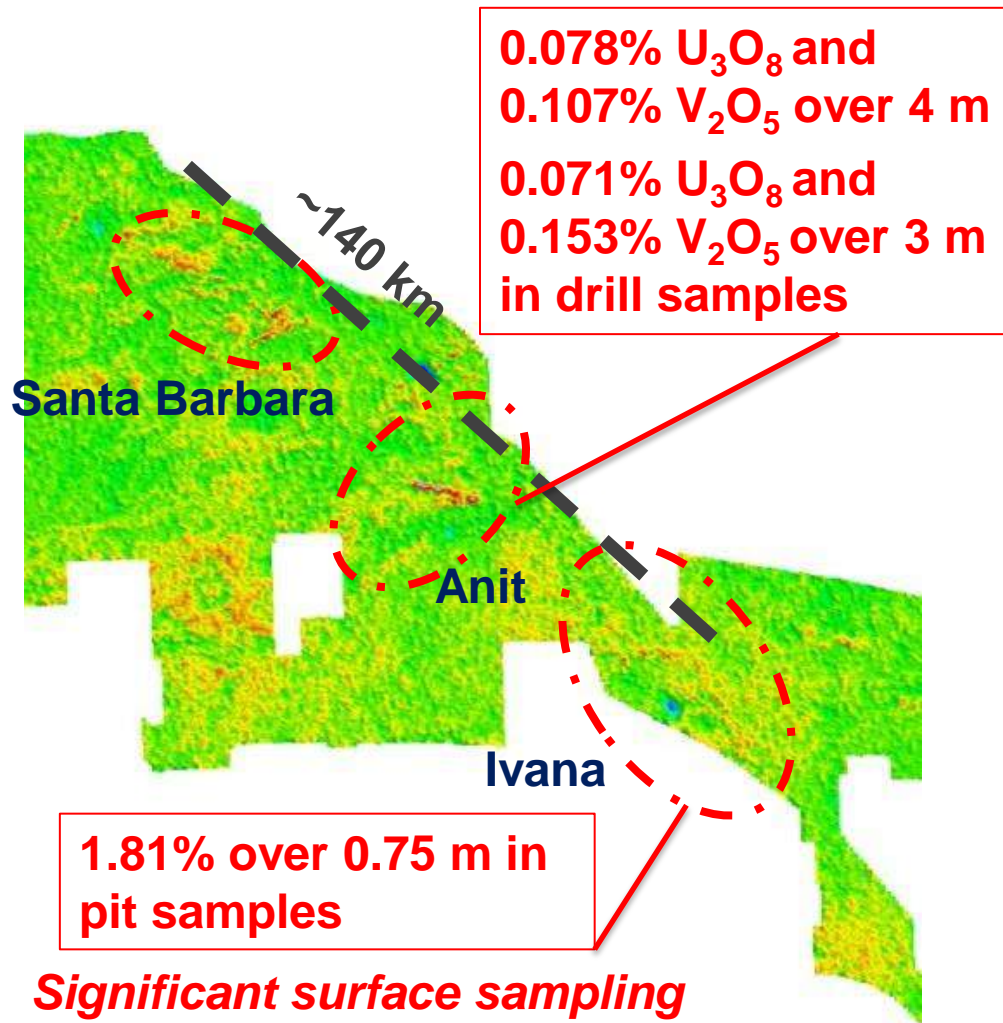 0.078% U₃O₈ and
0.107% V₂O₅ over 4 m
0.071% U₃O₈ and
0.153% V₂O₅ over 3 m
in drill samples
~140 km
Santa Barbara
Anit
Ivana
1.81% over 0.75 m in
pit samples
Significant surface sampling